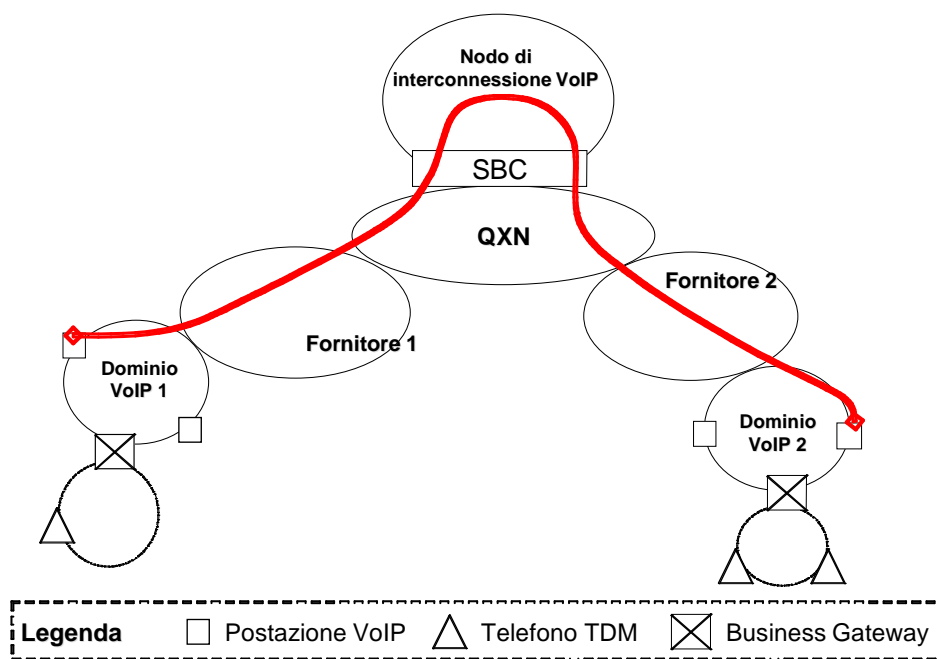 Nodo di
interconnessione VoIP
SBC
QXN
Fornitore 2
Fornitore 1
Dominio
VoIP 1
Dominio
VoIP 2
Legenda
Postazione VoIP
Telefono TDM
Business Gateway